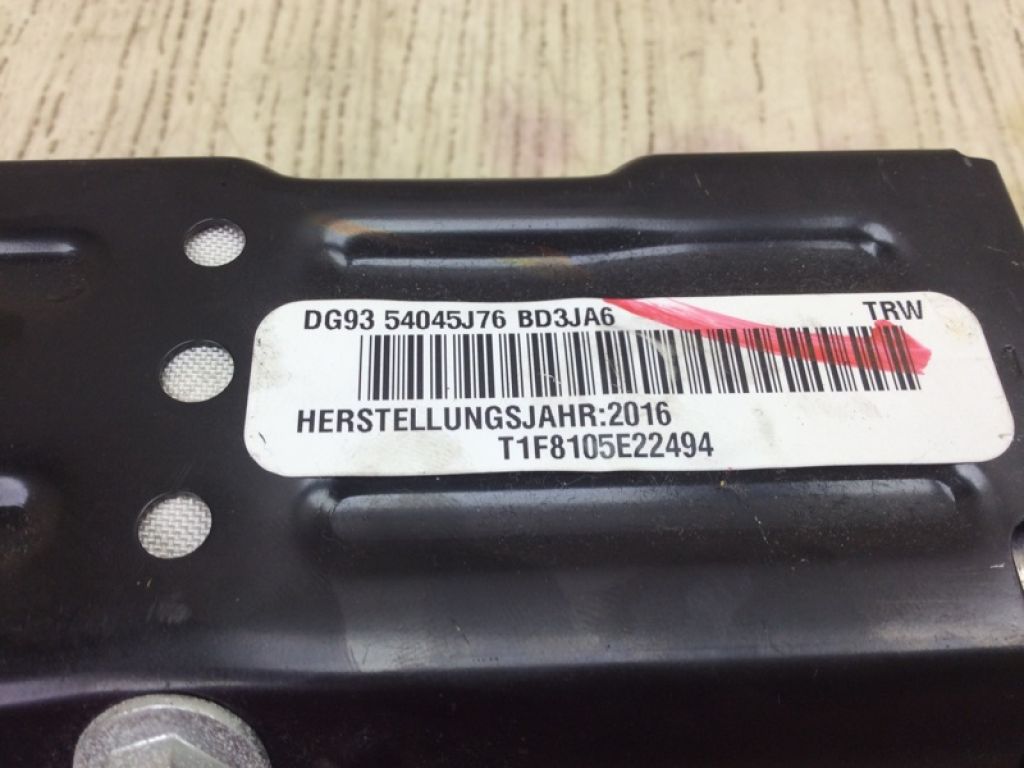 DG93 54045J76 BD3JA6 TRW
HERSTELLUNGSJAHR:2016
T1F8105E22494